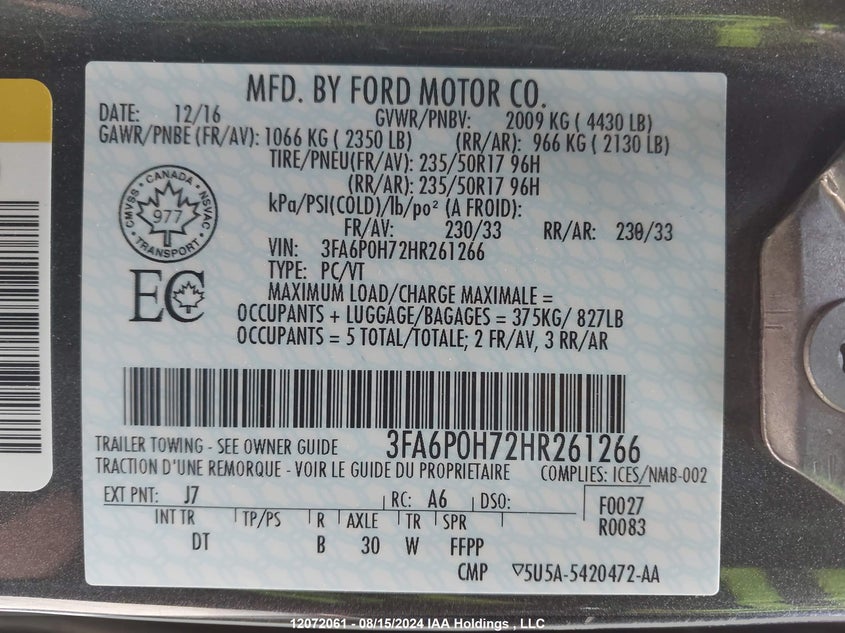 MFD. BY FORD MOTOR CO.
DATE: 12/16 GVWR/PNBV: 2009 KG ( 4430 LB)
GAWR/PNBE (FR/AV): 1066 KG ( 2350 LB) (RR/AR): 966 KG ( 2130 LB)
TIRE/PNEU(FR/AV): 235/50R17 96H
(RR/AR): 235/50R17 96H
kPa/PSI(COLD)/lb/po² (A FROID):
FR/AV: 230/33 RR/AR: 230/33
VIN: 3FA6P0H72HR261266
TYPE: PC/VT
CANADA
CMVSS NSVAC
977
TRANSPORT
EC
MAXIMUM LOAD/CHARGE MAXIMALE =
OCCUPANTS + LUGGAGE/BAGAGES = 375KG/ 827LB
OCCUPANTS = 5 TOTAL/TOTALE; 2 FR/AV, 3 RR/AR
TRAILER TOWING - SEE OWNER GUIDE 3FA6P0H72HR261266
TRACTION D'UNE REMORQUE - VOIR LE GUIDE DU PROPRIETAIRE COMPLIES: ICES/NMB-002
EXT PNT: J7 RC: A6 DSO: F0027
INT TR TP/PS R AXLE TR SPR R0083
DT B 30 W FFPP
CMP ▽5U5A-5420472-AA
12072061 - 08/15/2024 IAA Holdings , LLC